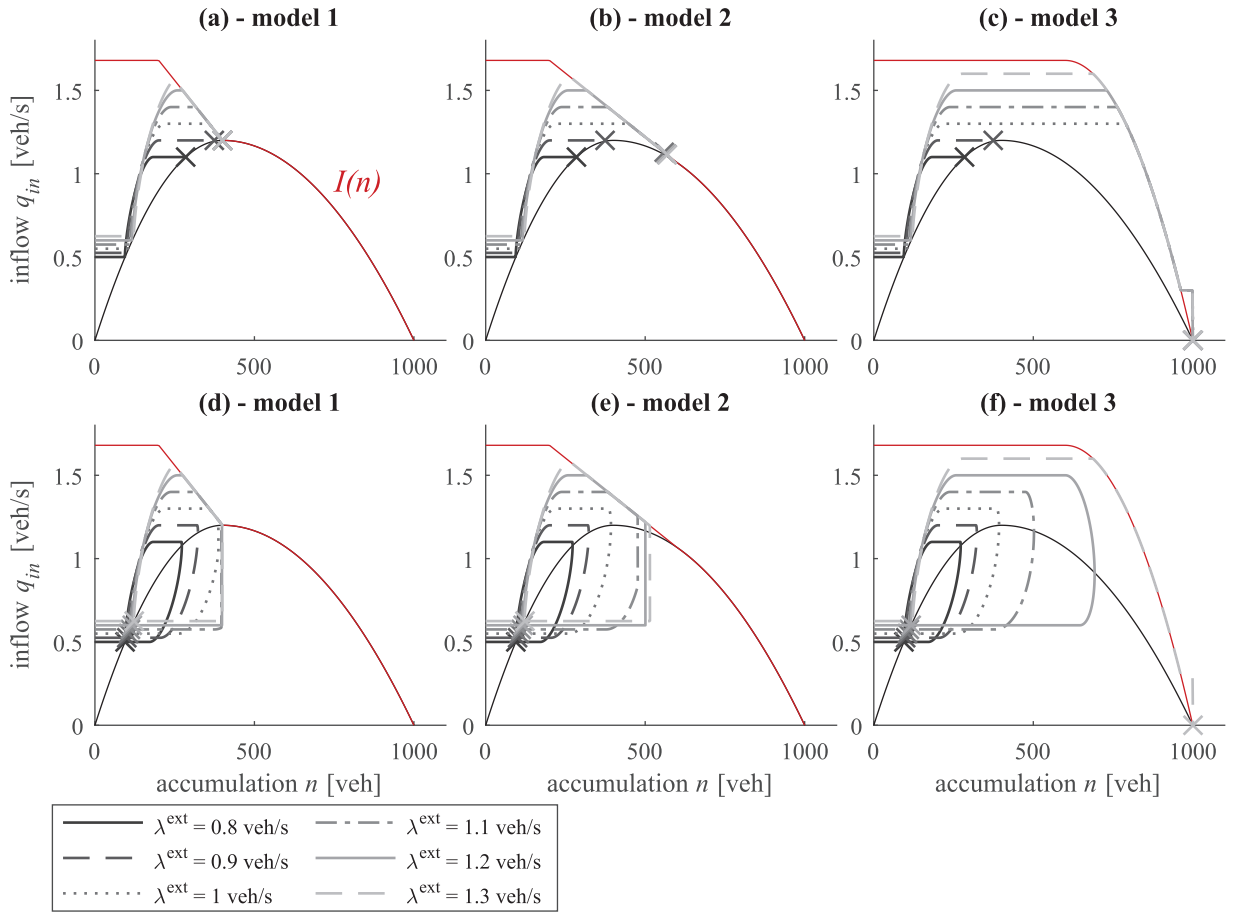 (a) - model 1
(b) - model 2
(c) - model 3
inflow q_in [veh/s]
1.5
1
0.5
0
0
500
1000
I(n)
1.5
1
0.5
0
0
500
1000
1.5
1
0.5
0
0
500
1000
(d) - model 1
(e) - model 2
(f) - model 3
inflow q_in [veh/s]
1.5
1
0.5
0
0
500
1000
accumulation n [veh]
1.5
1
0.5
0
0
500
1000
accumulation n [veh]
1.5
1
0.5
0
0
500
1000
accumulation n [veh]
λ^ext = 0.8 veh/s
λ^ext = 0.9 veh/s
λ^ext = 1 veh/s
λ^ext = 1.1 veh/s
λ^ext = 1.2 veh/s
λ^ext = 1.3 veh/s